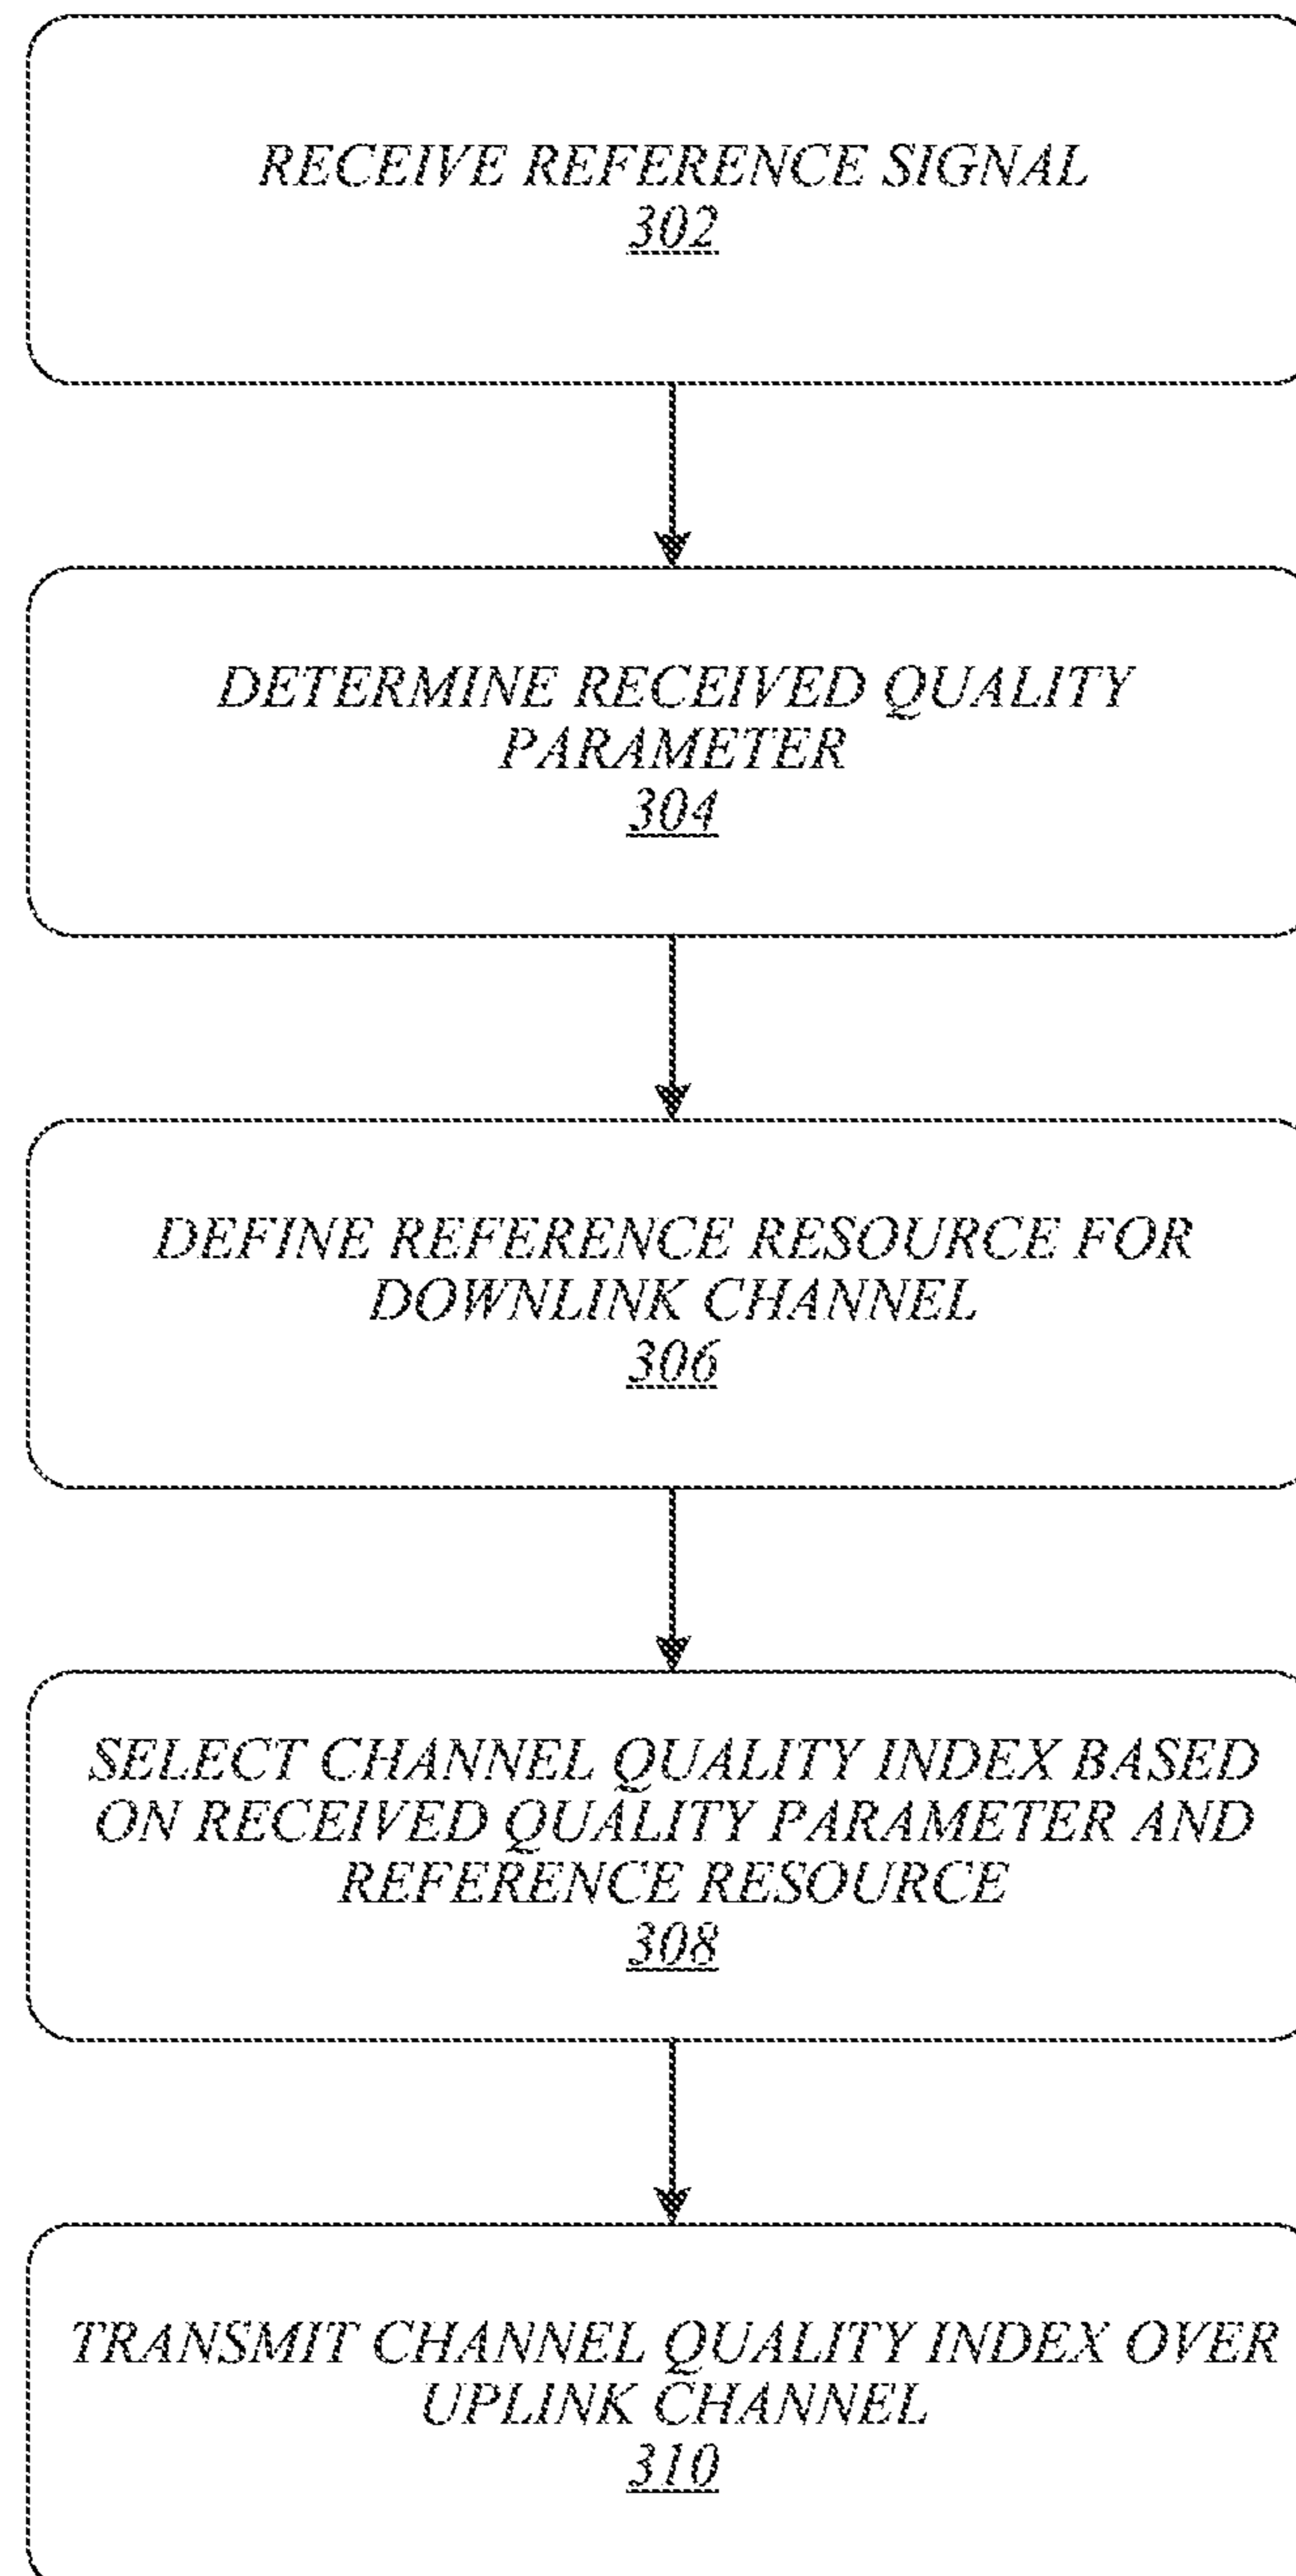 RECEIVE REFERENCE SIGNAL
302
DETERMINE RECEIVED QUALITY
PARAMETER
304
DEFINE REFERENCE RESOURCE FOR
DOWNLINK CHANNEL
306
SELECT CHANNEL QUALITY INDEX BASED
ON RECEIVED QUALITY PARAMETER AND
REFERENCE RESOURCE
308
TRANSMIT CHANNEL QUALITY INDEX OVER
UPLINK CHANNEL
310